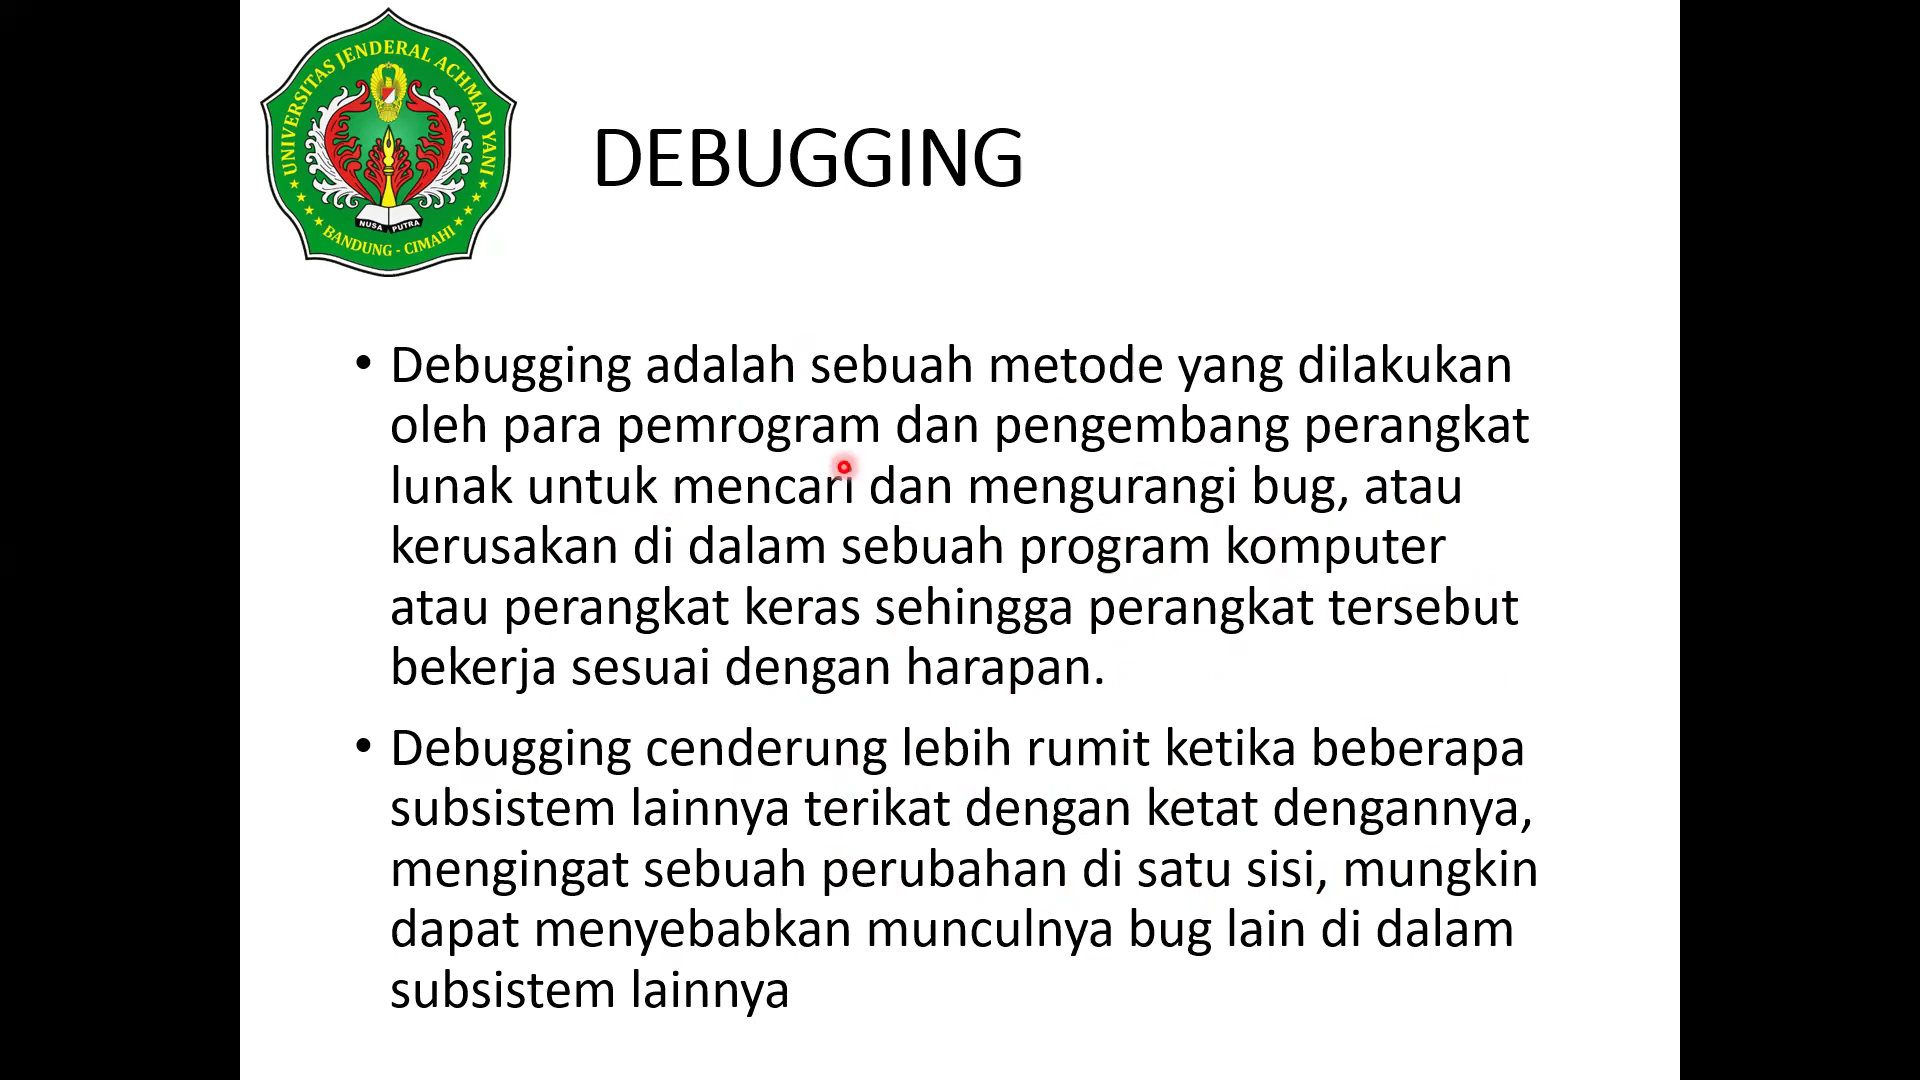 UNIVERSITAS JENDERAL ACHMAD YANI
NUSA PUTRA
BANDUNG - CIMAHI
DEBUGGING
• Debugging adalah sebuah metode yang dilakukan
oleh para pemrogram dan pengembang perangkat
lunak untuk mencari dan mengurangi bug, atau
kerusakan di dalam sebuah program komputer
atau perangkat keras sehingga perangkat tersebut
bekerja sesuai dengan harapan.
• Debugging cenderung lebih rumit ketika beberapa
subsistem lainnya terikat dengan ketat dengannya,
mengingat sebuah perubahan di satu sisi, mungkin
dapat menyebabkan munculnya bug lain di dalam
subsistem lainnya